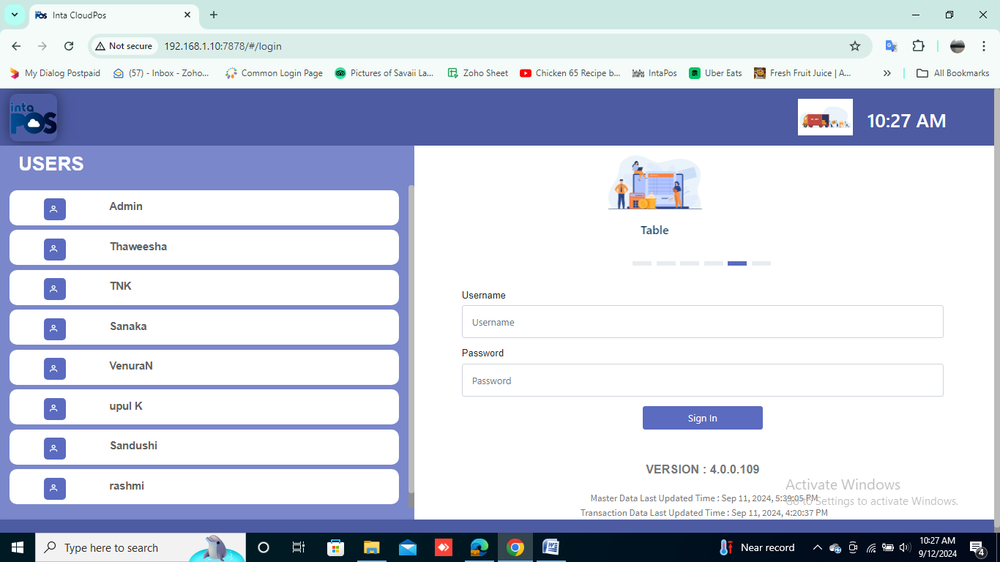 Inta CloudPos
Not secure 192.168.1.10:7878/#/login
My Dialog Postpaid (57) - Inbox - Zoho... Common Login Page Pictures of Savaii La... Zoho Sheet Chicken 65 Recipe b... IntaPos Uber Eats Fresh Fruit Juice | A... All Bookmarks
inta
POS
10:27 AM
USERS
Admin
Thaweesha
TNK
Sanaka
VenuraN
upul K
Sandushi
rashmi
Table
Username
Username
Password
Password
Sign In
VERSION : 4.0.0.109
Master Data Last Updated Time : Sep 11, 2024, 5:39:05 PM
Transaction Data Last Updated Time : Sep 11, 2024, 4:20:37 PM
Activate Windows
Go to Settings to activate Windows.
Type here to search
Near record
10:27 AM
9/12/2024
4